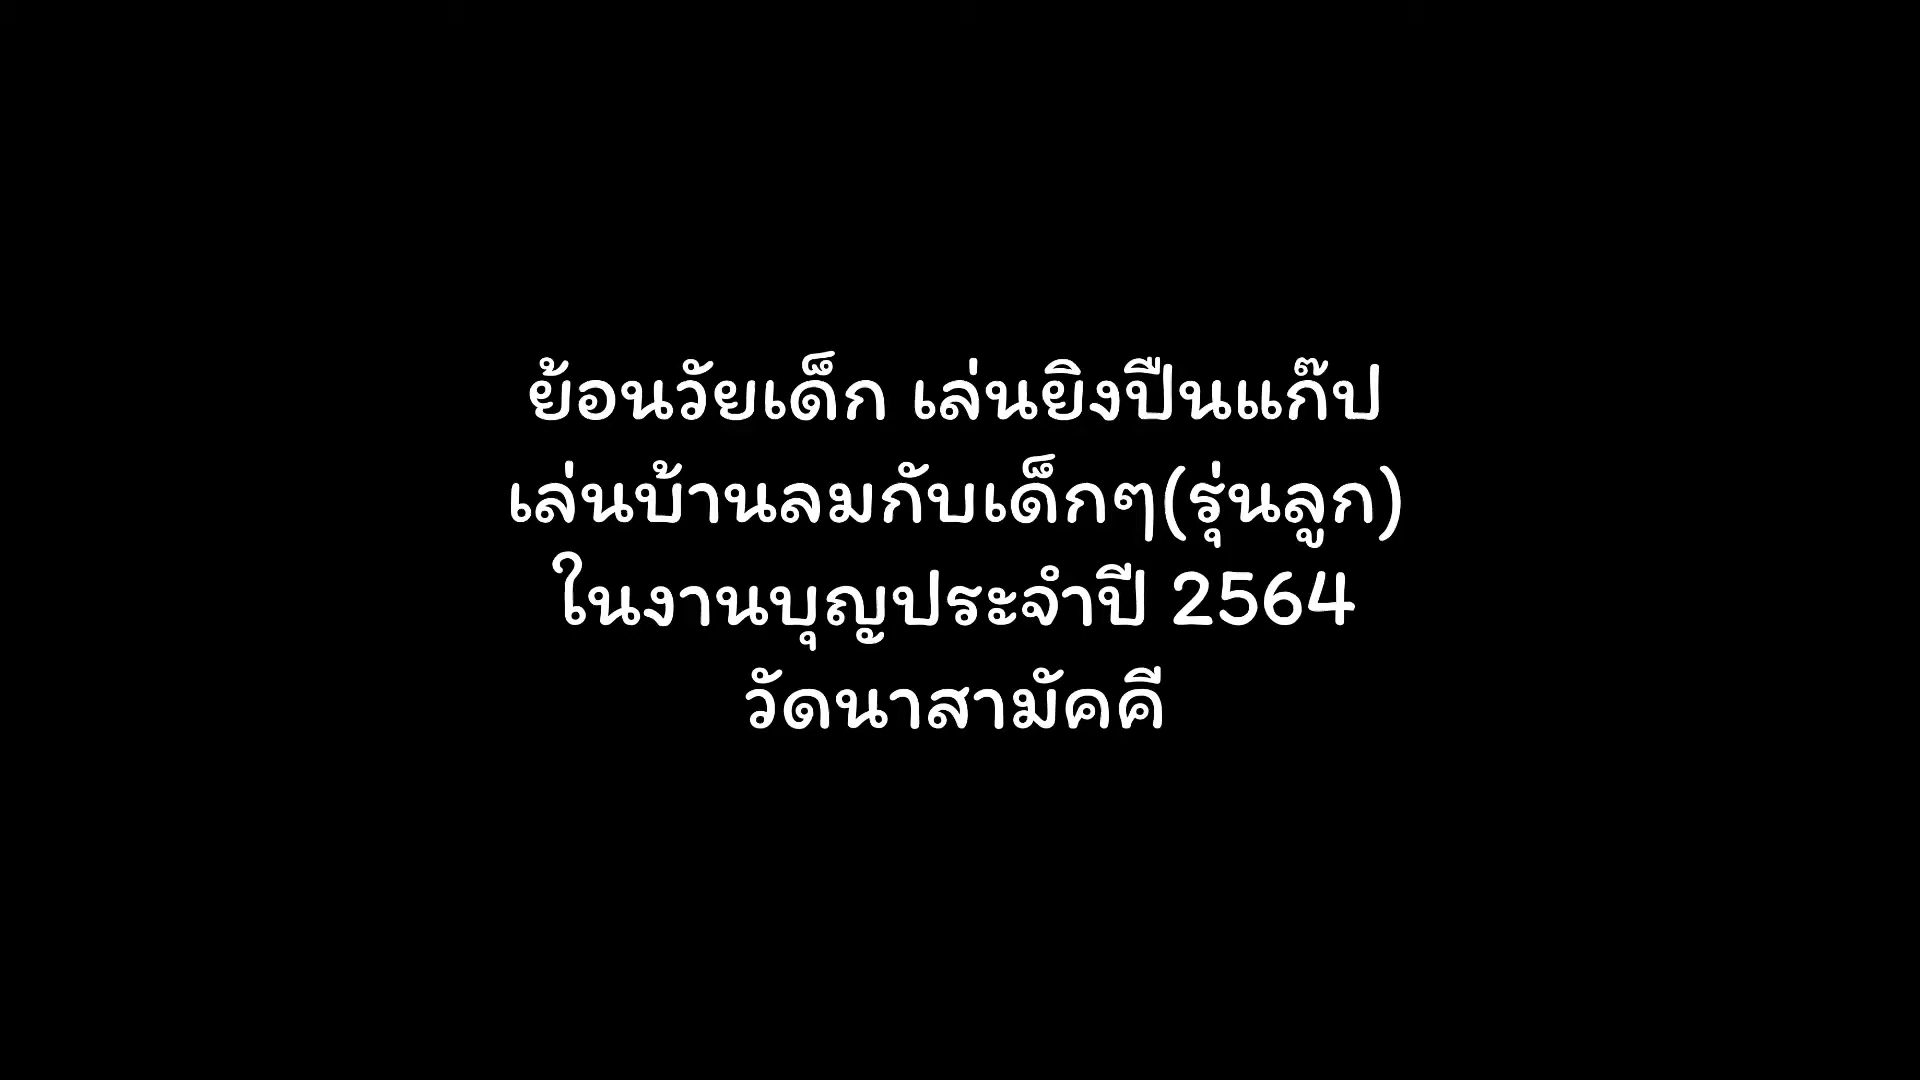 ย้อนวัยเด็ก เล่นยิงปืนแก๊ป
เล่นบ้านลมกับเด็กๆ(รุ่นลูก)
ในงานบุญประจำปี 2564
วัดนาสามัคคี